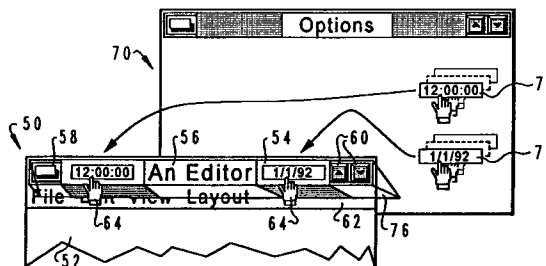 Options
70
12:00:00 7
50 58 56 54 60
12:00:00 An Editor 1/1/92
1/1/92 7
File Edit View Layout
64 64 62 76
52